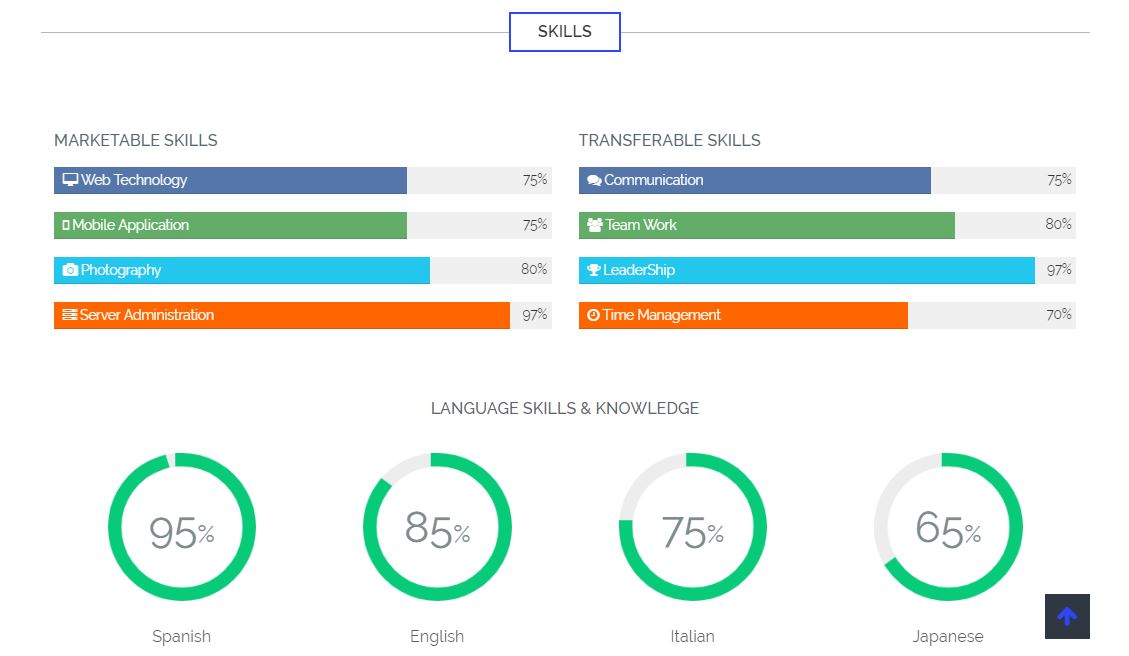 SKILLS
MARKETABLE SKILLS
Web Technology 75%
Mobile Application 75%
Photography 80%
Server Administration 97%
TRANSFERABLE SKILLS
Communication 75%
Team Work 80%
LeaderShip 97%
Time Management 70%
LANGUAGE SKILLS & KNOWLEDGE
95%
Spanish
85%
English
75%
Italian
65%
Japanese